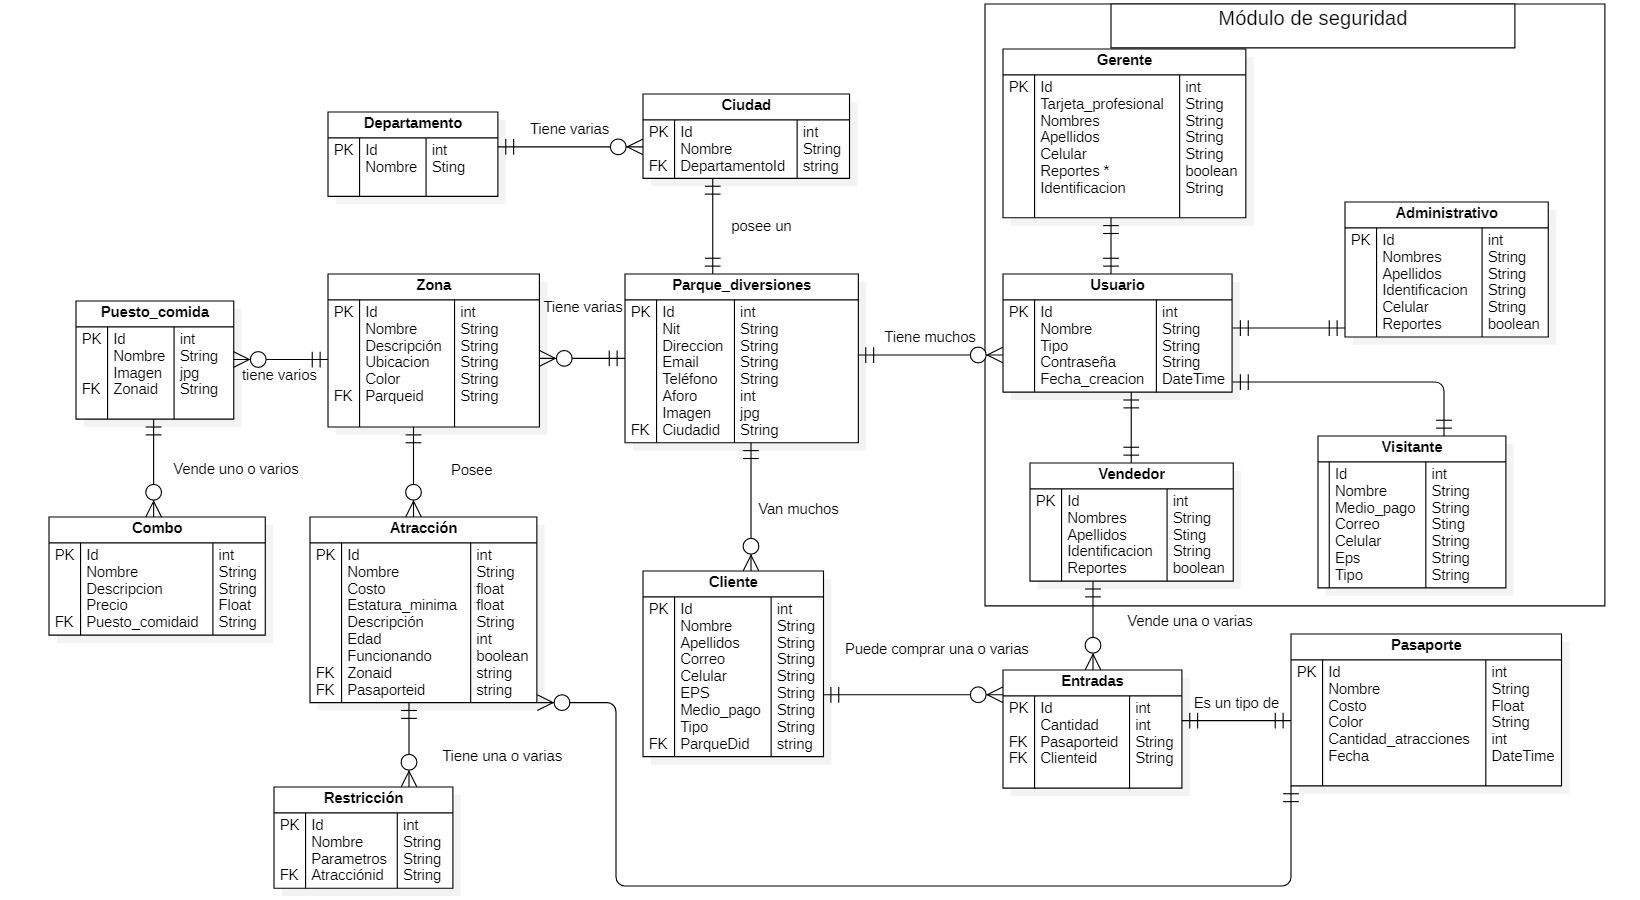 Módulo de seguridad
Gerente
PK Id int
Tarjeta_profesional String
Nombres String
Apellidos String
Celular String
Reportes * boolean
Identificacion String
Ciudad
PK Id int
Nombre String
FK DepartamentoId string
Departamento
PK Id int
Nombre Sting
Tiene varias
posee un
Administrativo
PK Id int
Nombres String
Apellidos String
Identificacion String
Celular String
Reportes boolean
Puesto_comida
PK Id int
Nombre String
Imagen jpg
FK Zonaid String
tiene varios
Zona
PK Id int
Nombre String
Descripción String
Ubicacion String
Color String
FK Parqueid String
Tiene varias
Parque_diversiones
PK Id int
Nit String
Direccion String
Email String
Teléfono String
Aforo int
Imagen jpg
FK Ciudadid String
Tiene muchos
Usuario
PK Id int
Nombre String
Tipo String
Contraseña String
Fecha_creacion DateTime
Vende uno o varios
Posee
Van muchos
Vendedor
PK Id int
Nombres String
Apellidos Sting
Identificacion String
Reportes boolean
Visitante
Id int
Nombre String
Medio_pago String
Correo Sting
Celular String
Eps String
Tipo String
Combo
PK Id int
Nombre String
Descripcion String
Precio Float
FK Puesto_comidaid String
Atracción
PK Id int
Nombre String
Costo float
Estatura_minima float
Descripción String
Edad int
Funcionando boolean
FK Zonaid string
FK Pasaporteid string
Cliente
PK Id int
Nombre String
Apellidos String
Correo String
Celular String
EPS String
Medio_pago String
Tipo String
FK ParqueDid string
Puede comprar una o varias
Vende una o varias
Entradas
PK Id int
Cantidad int
FK Pasaporteid String
FK Clienteid String
Es un tipo de
Pasaporte
PK Id int
Nombre String
Costo Float
Color String
Cantidad_atracciones int
Fecha DateTime
Tiene una o varias
Restricción
PK Id int
Nombre String
Parametros String
FK Atracciónid String